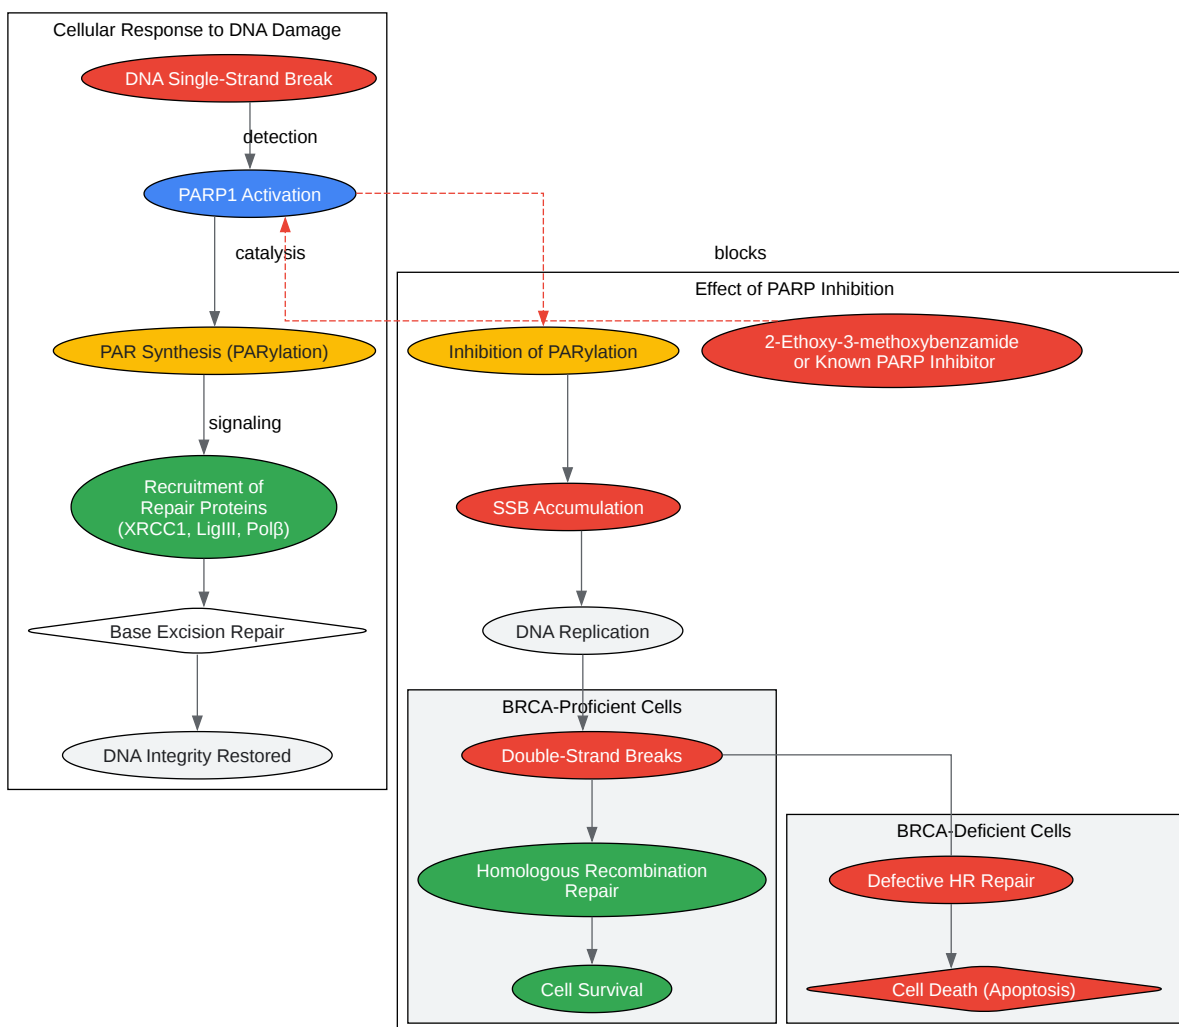 Cellular Response to DNA Damage
DNA Single-Strand Break
detection
PARP1 Activation
catalysis
blocks
Effect of PARP Inhibition
PAR Synthesis (PARylation)
Inhibition of PARylation
2-Ethoxy-3-methoxybenzamide
or Known PARP Inhibitor
signaling
Recruitment of
Repair Proteins
(XRCC1, LigIII, Polβ)
SSB Accumulation
Base Excision Repair
DNA Replication
BRCA-Proficient Cells
DNA Integrity Restored
Double-Strand Breaks
BRCA-Deficient Cells
Homologous Recombination
Repair
Defective HR Repair
Cell Survival
Cell Death (Apoptosis)